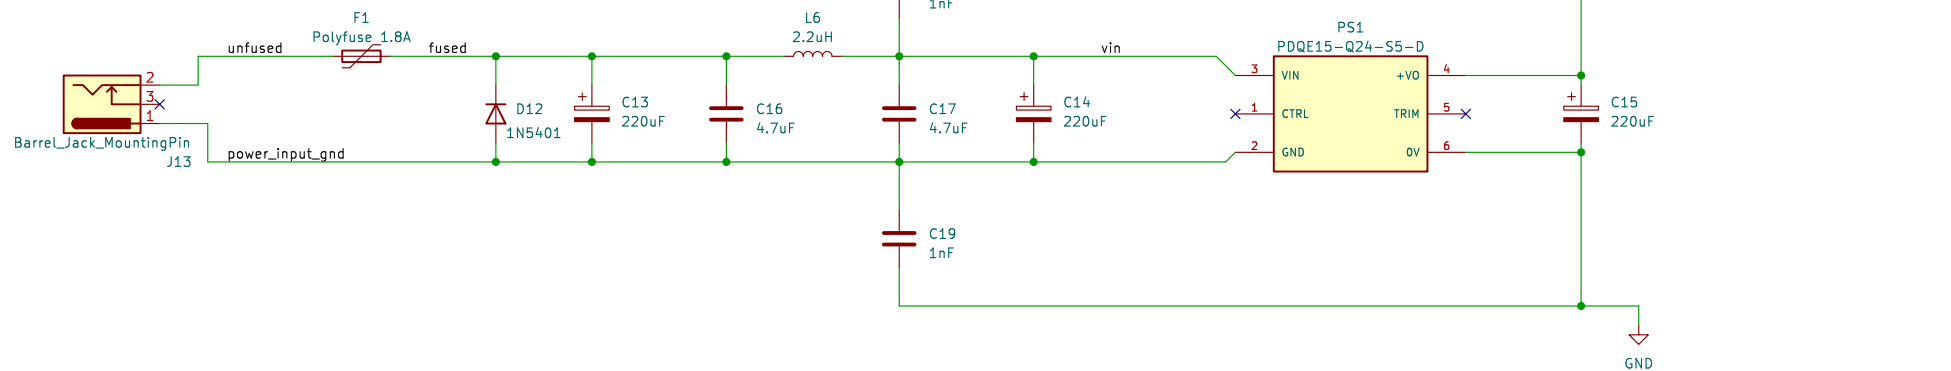 1nF
F1
Polyfuse 1.8A
unfused
fused
L6
2.2uH
vin
PS1
PDQE15-Q24-S5-D
2
3
1
Barrel_Jack_MountingPin
J13
power_input_gnd
D12
1N5401
+
C13
220uF
C16
4.7uF
C17
4.7uF
+
C14
220uF
3
VIN
+VO
4
1
CTRL
TRIM
5
2
GND
0V
6
+
C15
220uF
C19
1nF
GND